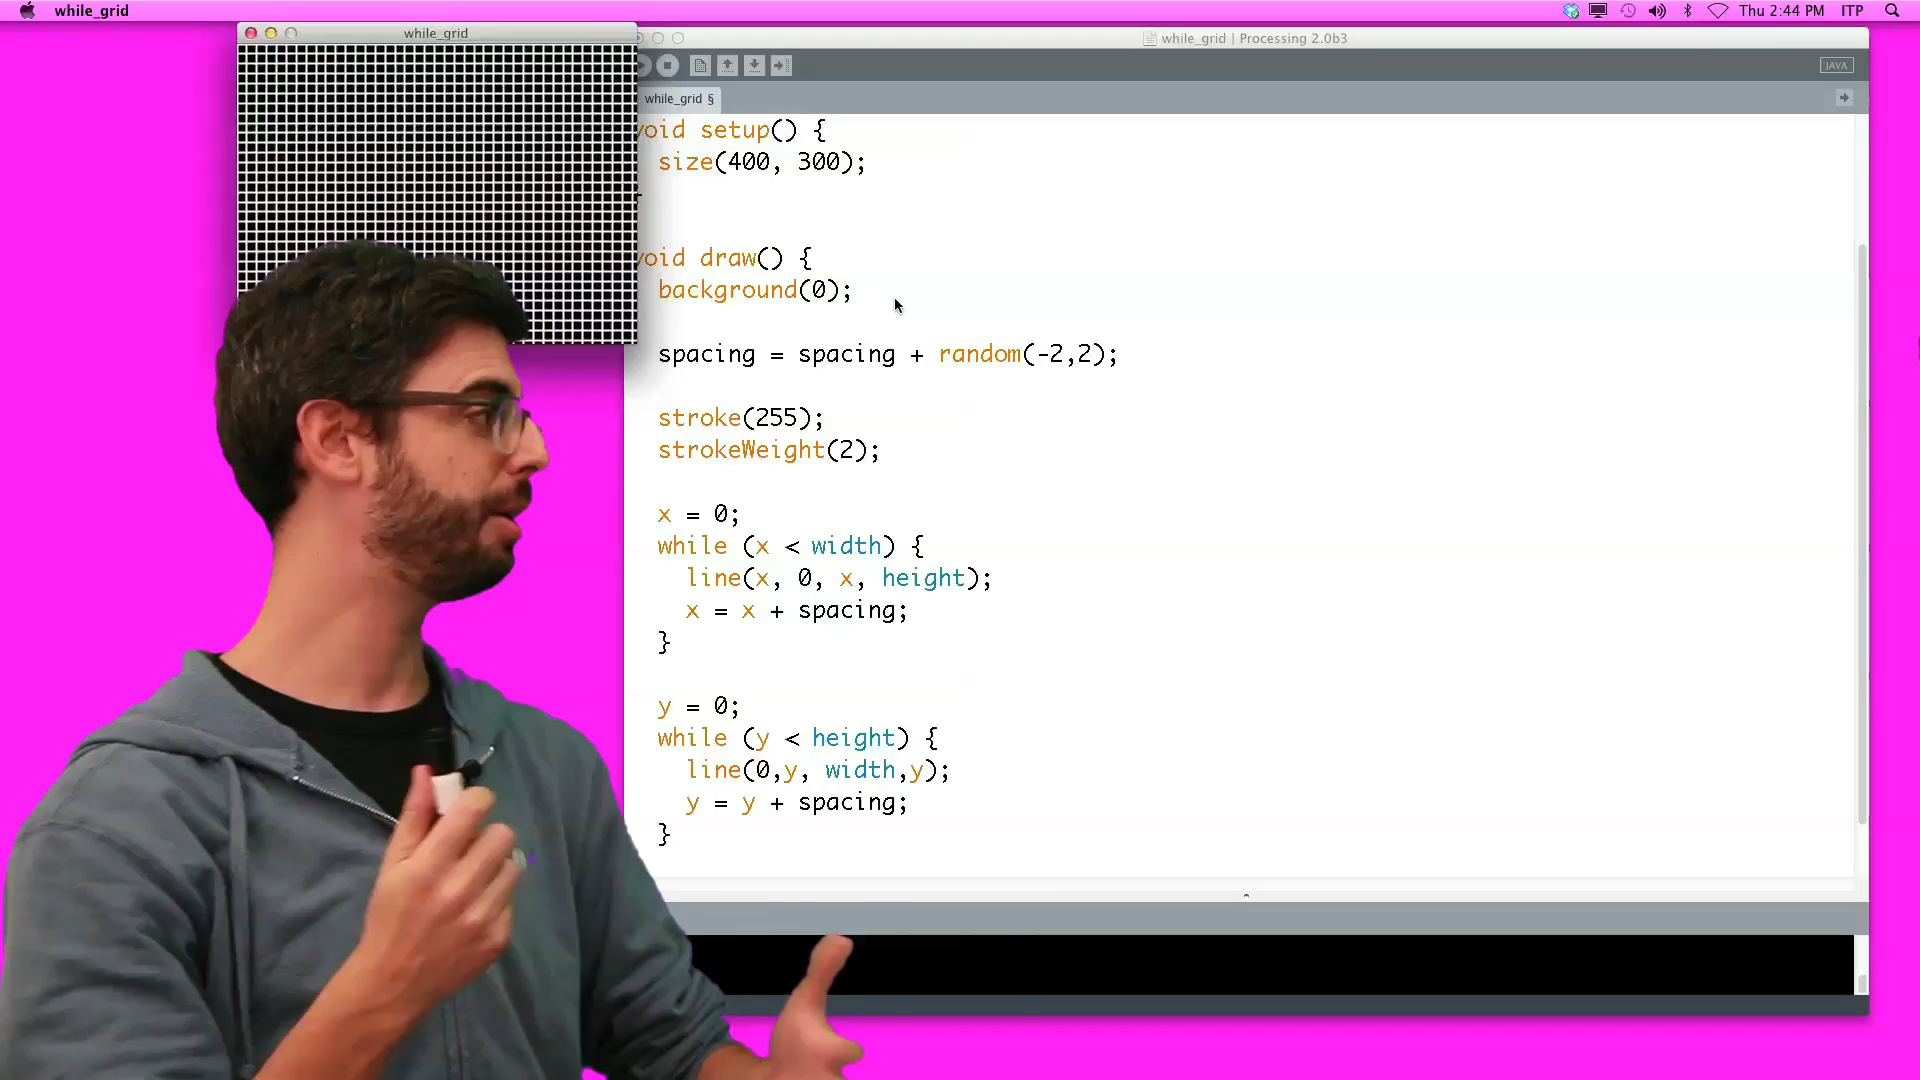 while_grid
Thu 2:44 PM ITP
while_grid
while_grid | Processing 2.0b3
JAVA
while_grid §
void setup() {
size(400, 300);
void draw() {
background(0);
spacing = spacing + random(-2,2);
stroke(255);
strokeWeight(2);
x = 0;
while (x < width) {
line(x, 0, x, height);
x = x + spacing;
}
y = 0;
while (y < height) {
line(0,y, width,y);
y = y + spacing;
}